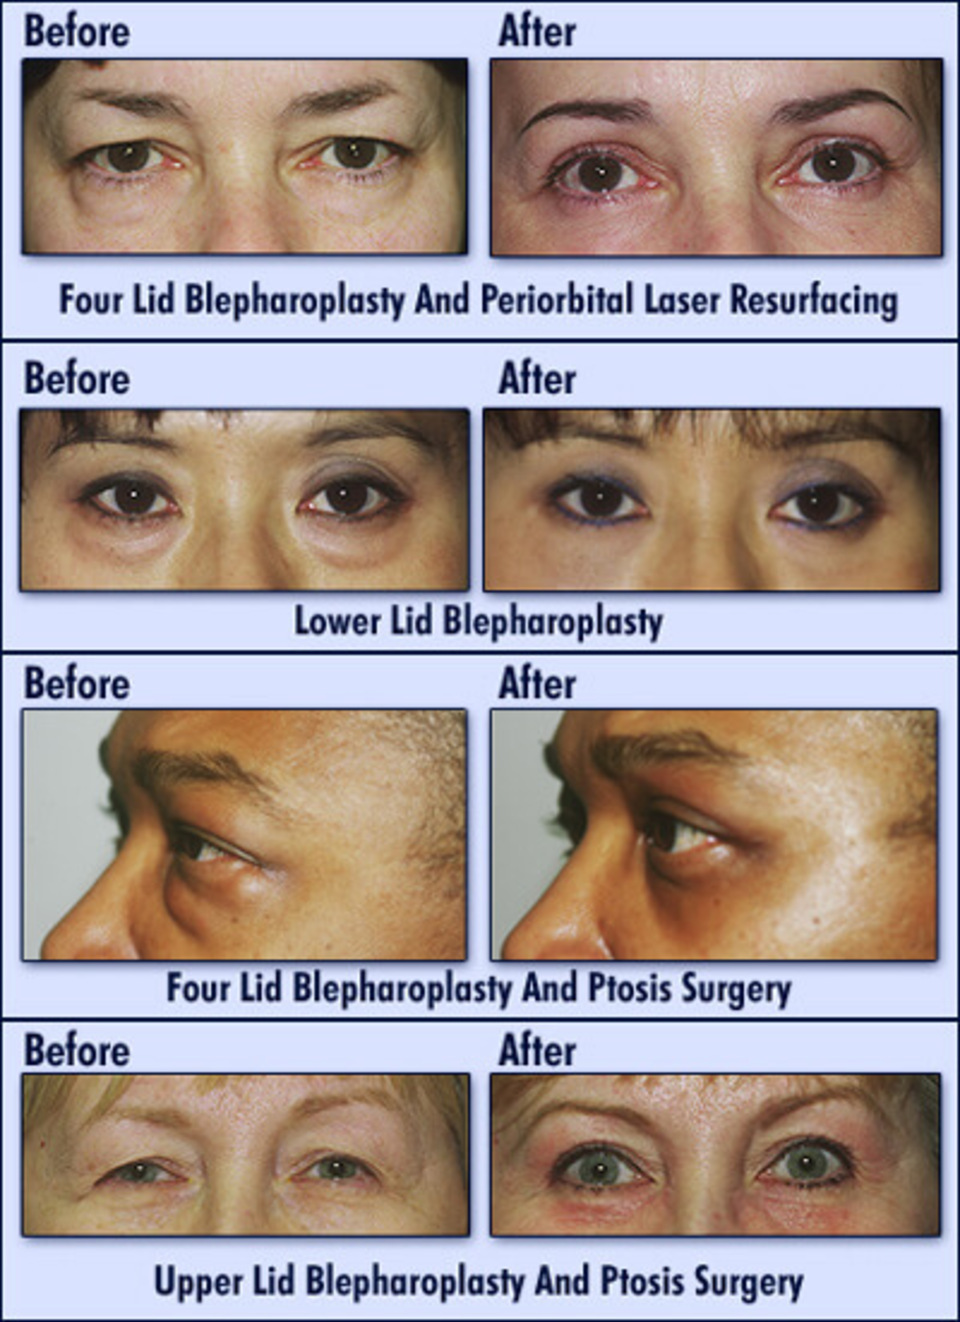 Before After
Four Lid Blepharoplasty And Periorbital Laser Resurfacing
Before After
Lower Lid Blepharoplasty
Before After
Four Lid Blepharoplasty And Ptosis Surgery
Before After
Upper Lid Blepharoplasty And Ptosis Surgery